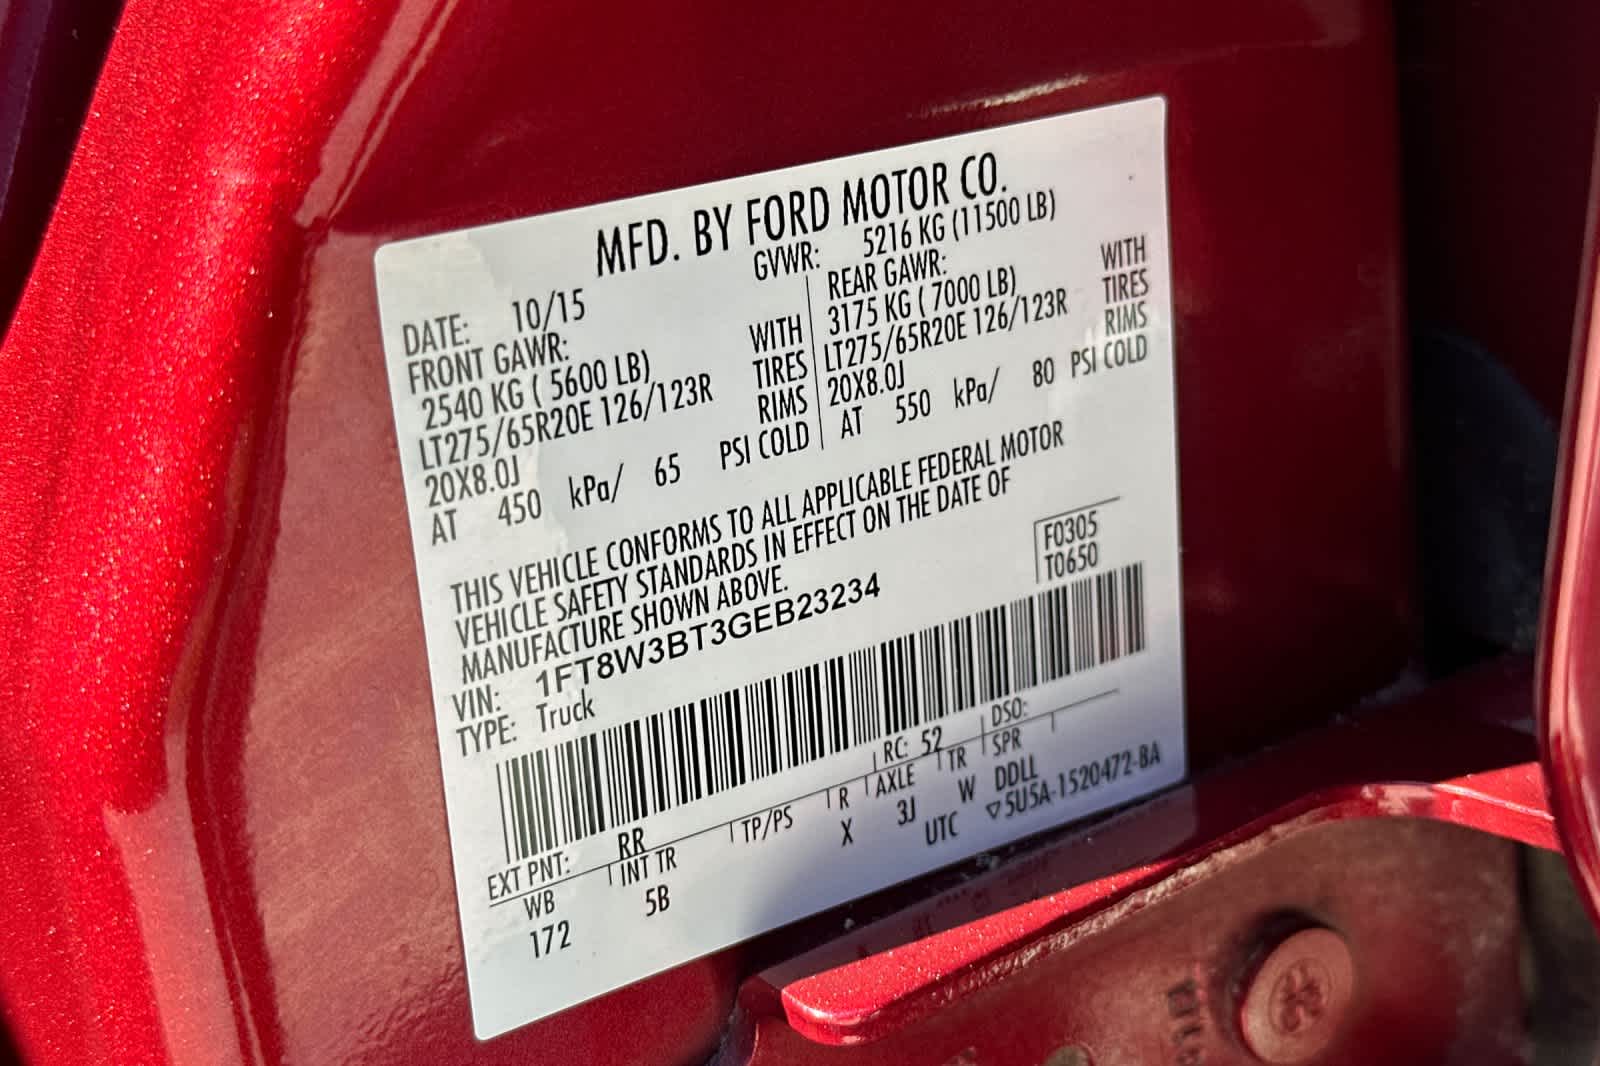 MFD. BY FORD MOTOR CO.
DATE: 10/15
GVWR: 5216 KG (11500 LB)
FRONT GAWR:
2540 KG ( 5600 LB) WITH
LT275/65R20E 126/123R TIRES
20X8.0J RIMS
AT 450 kPa/ 65 PSI COLD
REAR GAWR:
3175 KG ( 7000 LB) WITH
LT275/65R20E 126/123R TIRES
20X8.0J RIMS
AT 550 kPa/ 80 PSI COLD
THIS VEHICLE CONFORMS TO ALL APPLICABLE FEDERAL MOTOR
VEHICLE SAFETY STANDARDS IN EFFECT ON THE DATE OF
MANUFACTURE SHOWN ABOVE.
F0305
T0650
VIN: 1FT8W3BT3GEB23234
TYPE: Truck
EXT PNT: RR RC: 52 DSO:
WB INT TR TP/PS R AXLE TR SPR
172 5B X 3J W DDLL
UTC ▽5U5A-1520472-BA